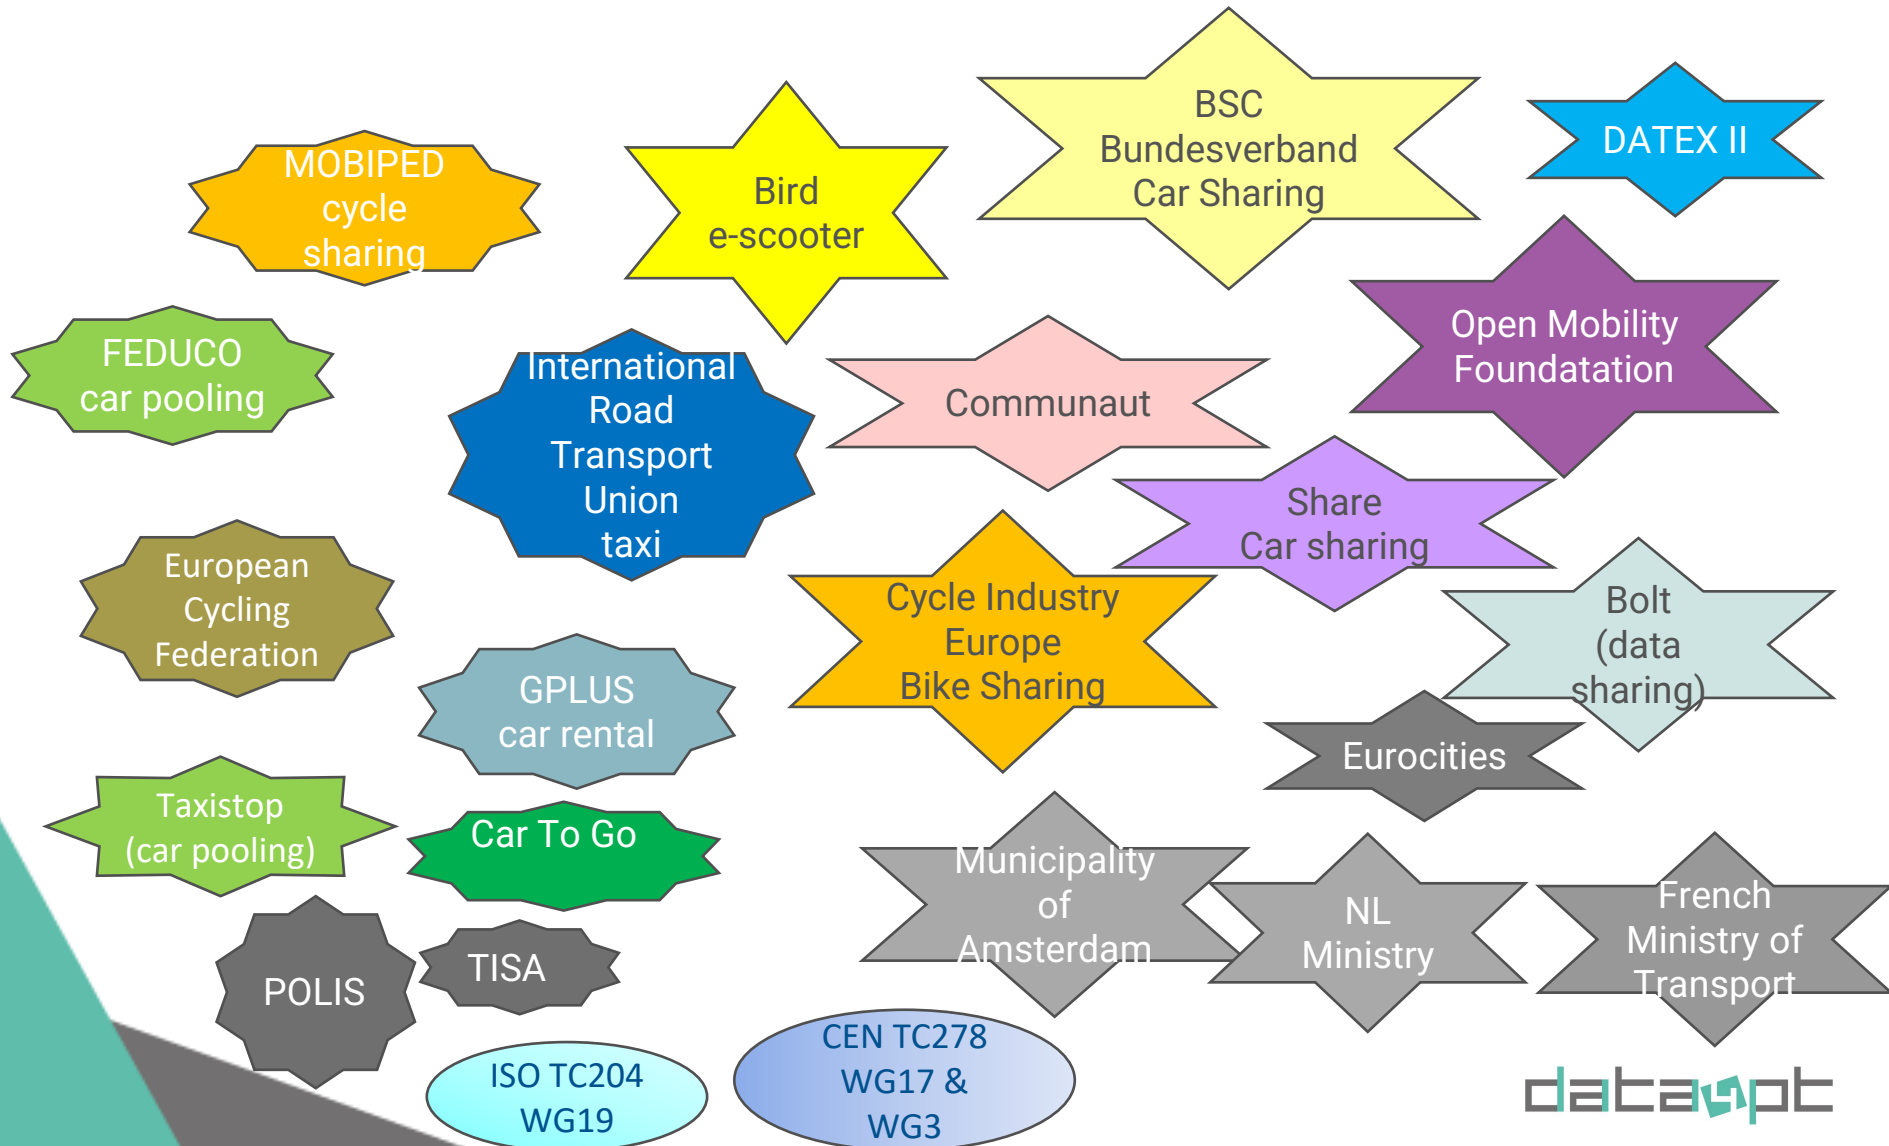 BSC
Bundesverband
Car Sharing
DATEX II
MOBIPED
cycle
sharing
Bird
e-scooter
Open Mobility
Foundatation
FEDUCO
car pooling
International
Road
Transport
Union
taxi
Communaut
Share
Car sharing
European
Cycling
Federation
Cycle Industry
Europe
Bike Sharing
Bolt
(data
sharing)
GPLUS
car rental
Eurocities
Taxistop
(car pooling)
Car To Go
Municipality
of
Amsterdam
NL
Ministry
French
Ministry of
Transport
POLIS
TISA
ISO TC204
WG19
CEN TC278
WG17 &
WG3
data4pt